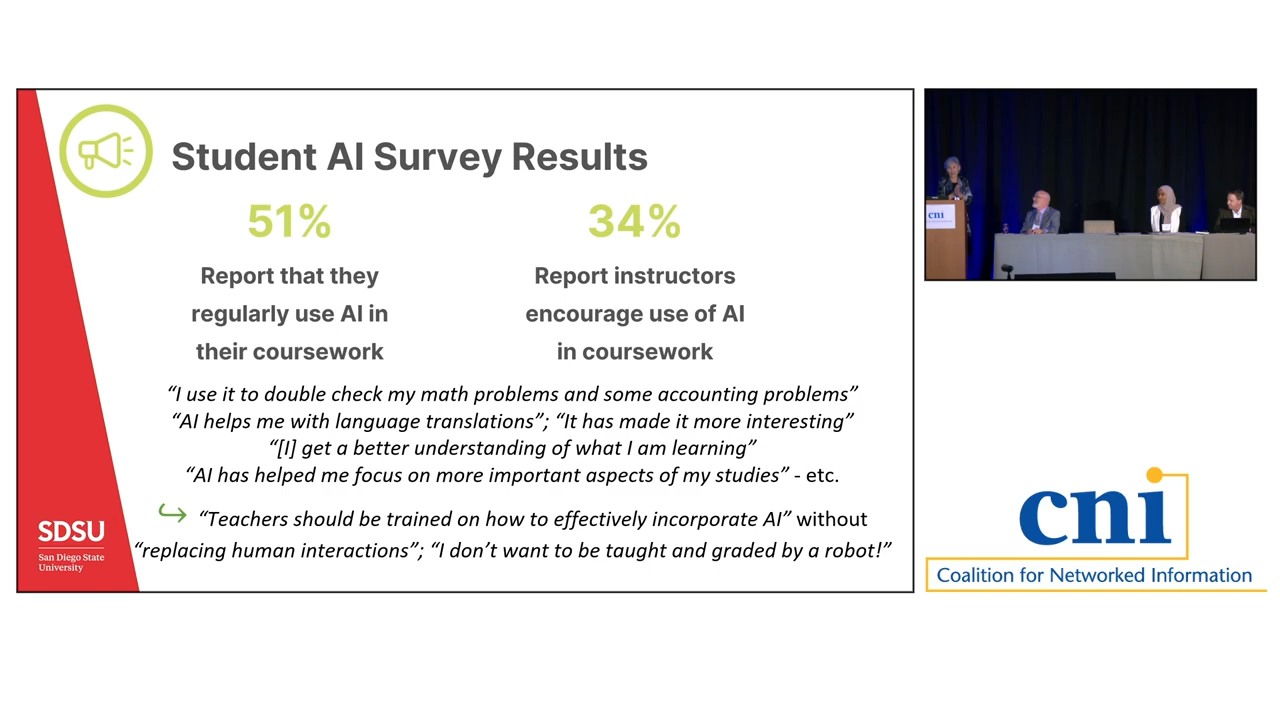 Student AI Survey Results
51%
Report that they
regularly use AI in
their coursework
34%
Report instructors
encourage use of AI
in coursework
“I use it to double check my math problems and some accounting problems”
“AI helps me with language translations”; “It has made it more interesting”
“[I] get a better understanding of what I am learning”
“AI has helped me focus on more important aspects of my studies” - etc.
“Teachers should be trained on how to effectively incorporate AI” without
“replacing human interactions”; “I don’t want to be taught and graded by a robot!”
SDSU
San Diego State
University
cni
cni
Coalition for Networked Information